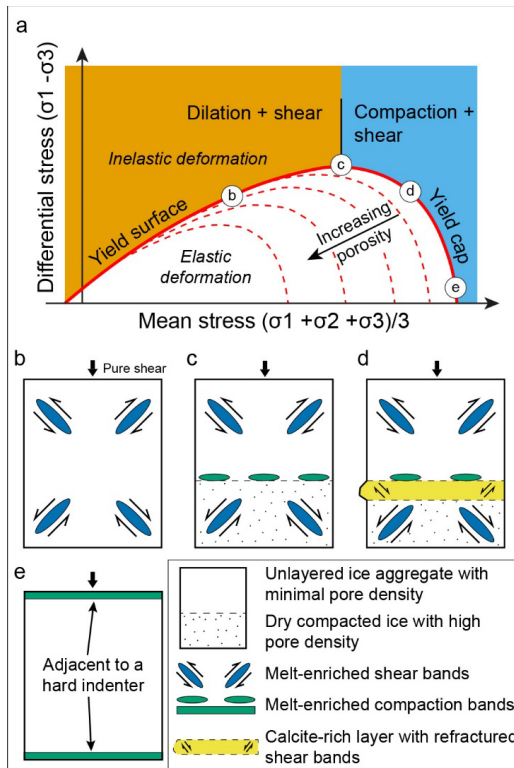 a
Differential stress (σ1 -σ3)
Dilation + shear
Compaction +
shear
Inelastic deformation
c
b
d
Yield surface
Yield cap
Increasing
porosity
Elastic
deformation
e
Mean stress (σ1 +σ2 +σ3)/3
b
Pure shear
c
d
e
Adjacent to a
hard indenter
Unlayered ice aggregate with
minimal pore density
Dry compacted ice with high
pore density
Melt-enriched shear bands
Melt-enriched compaction bands
Calcite-rich layer with refractured
shear bands